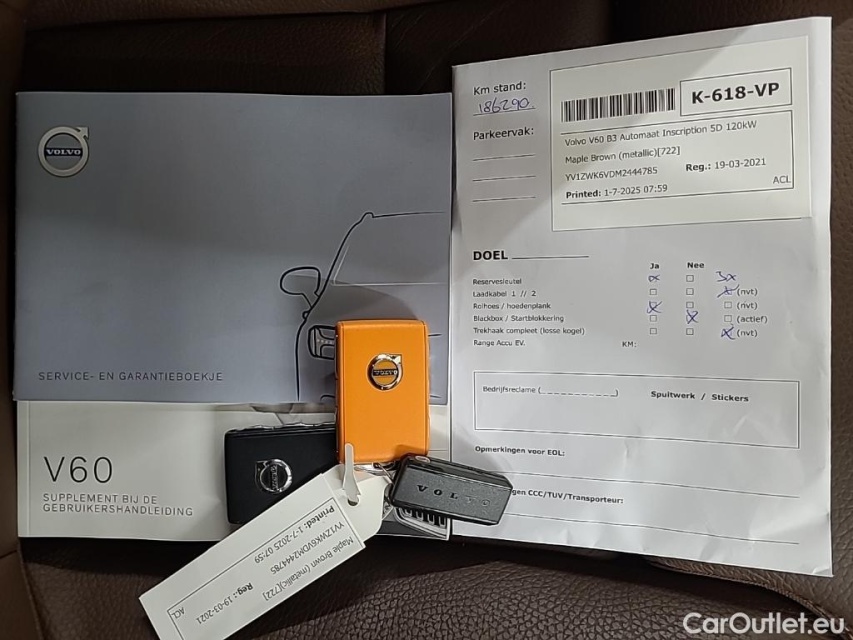 VOLVO
SERVICE- EN GARANTIEBOEKJE
V60
SUPPLEMENT BIJ DE
GEBRUIKERSHANDLEIDING
Km stand:
186290.
Parkeervak:
K-618-VP
Volvo V60 B3 Automaat Inscription 5D 120kW
Maple Brown (metallic)[722]
YV1ZWK6VDM2444785 Reg.: 19-03-2021
Printed: 1-7-2025 07:59 ACL
DOEL
Ja Nee
Reservesleutel 3x
Laadkabel 1 // 2 (nvt)
Rolhoes / hoedenplank (nvt)
Blackbox / Startblokkering (actief)
Trekhaak compleet (losse kogel) (nvt)
Range Accu EV. KM:
Bedrijfsreclame (____________) Spuitwerk / Stickers
Opmerkingen voor EOL:
gen CCC/TUV/Transporteur:
VOLVO
Maple Brown (metallic)[722]
YV1ZWK6VDM2444785
Reg.: 19-03-2021
Printed: 1-7-2025 07:59
ACL
CarOutlet.eu